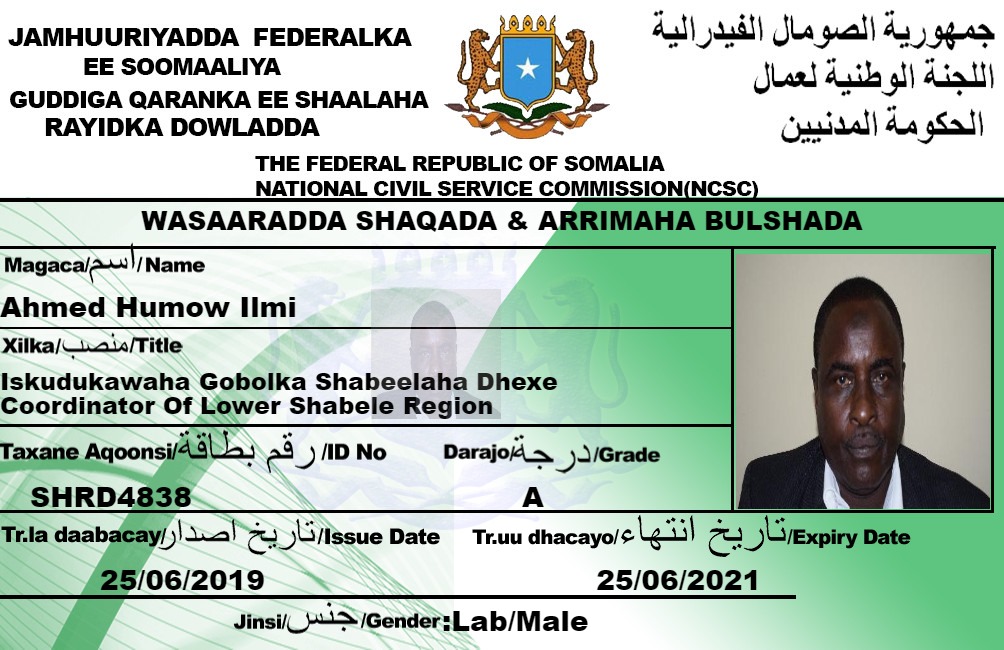 JAMHUURIYADDA FEDERALKA
EE SOOMAALIYA
GUDDIGA QARANKA EE SHAALAHA
RAYIDKA DOWLADDA
جمهورية الصومال الفيدرالية
اللجنة الوطنية لعمال
الحكومة المدنيين
THE FEDERAL REPUBLIC OF SOMALIA
NATIONAL CIVIL SERVICE COMMISSION(NCSC)
WASAARADDA SHAQADA & ARRIMAHA BULSHADA
Magaca/اسم/Name
Ahmed Humow Ilmi
Xilka/منصب/Title
Iskudukawaha Gobolka Shabeelaha Dhexe
Coordinator Of Lower Shabele Region
Taxane Aqoonsi/رقم بطاقة/ID No
Darajo/درجة/Grade
SHRD4838
A
Tr.la daabacay/تاريخ اصدار/Issue Date
Tr.uu dhacayo/تاريخ انتهاء/Expiry Date
25/06/2019
25/06/2021
Jinsi/جنس/Gender:Lab/Male